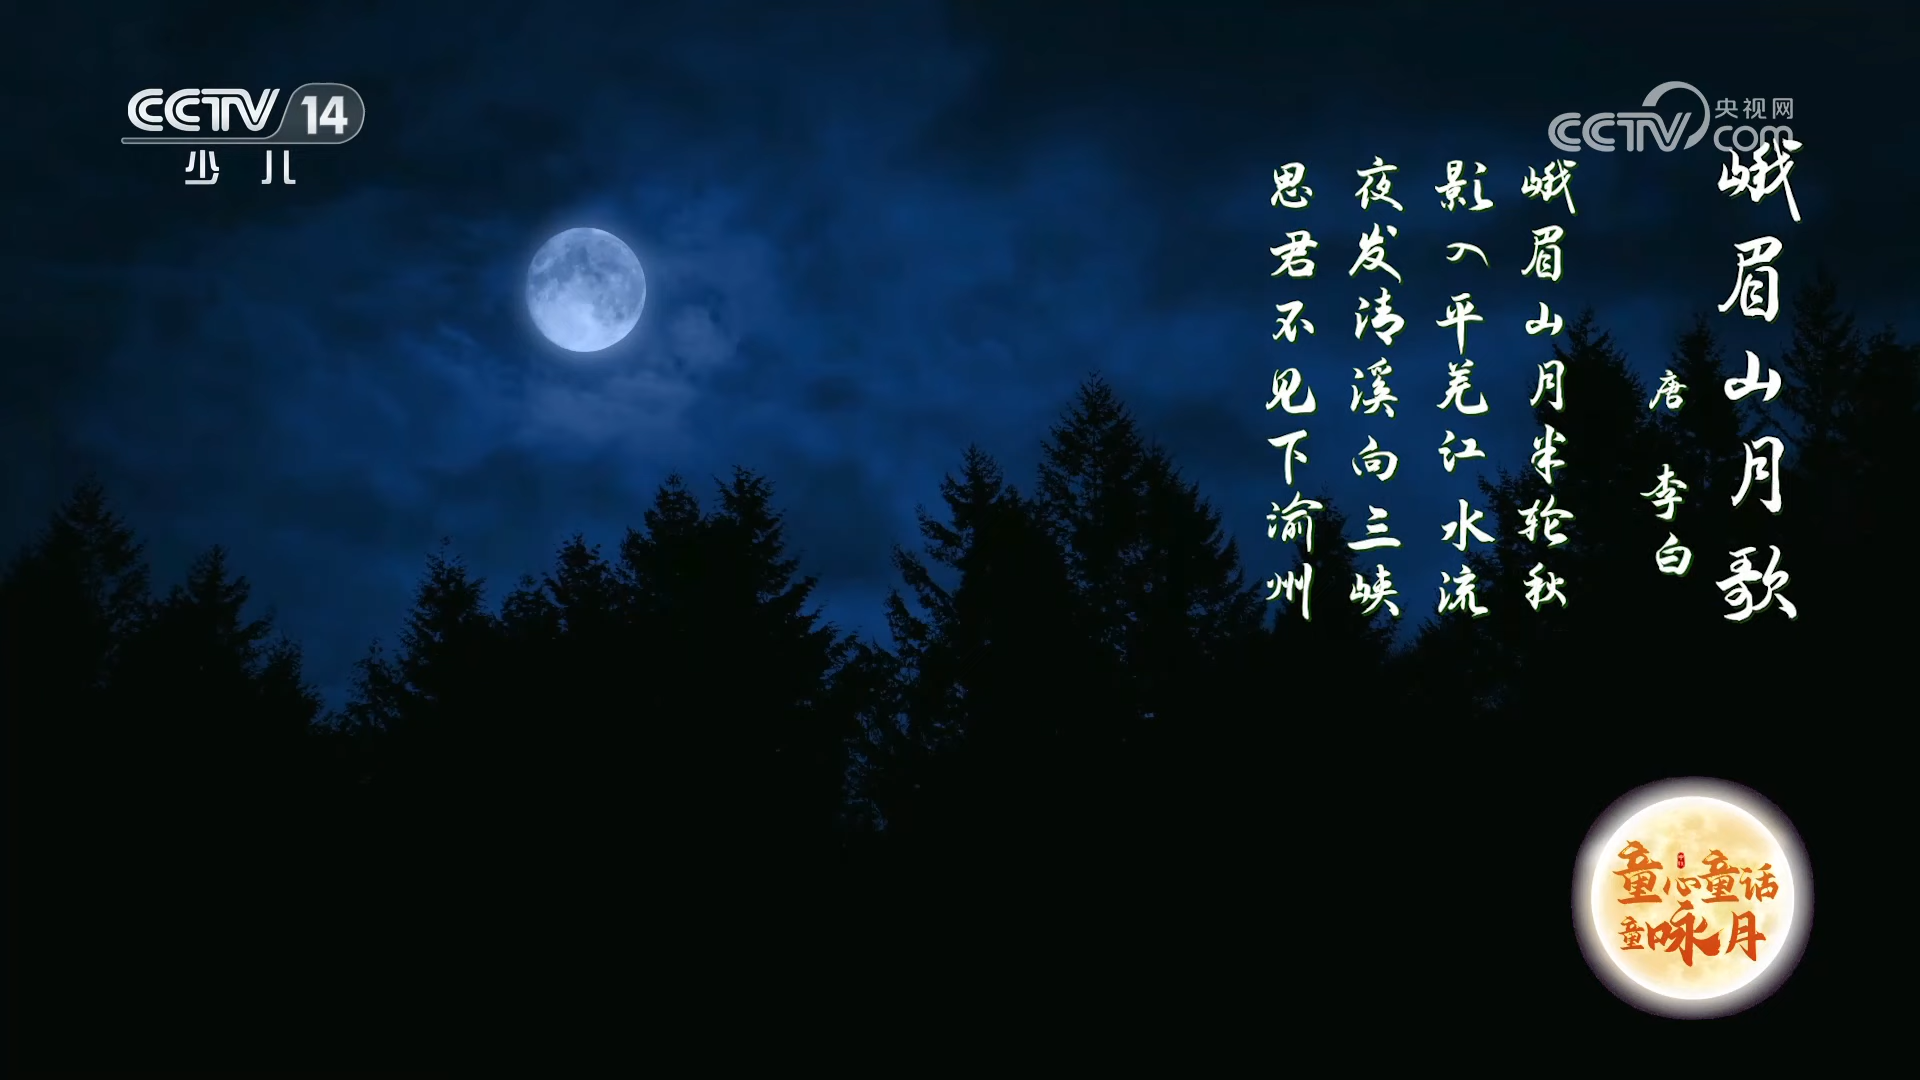 CCTV 14
少儿
CCTV 央视网
com
峨眉山月歌
唐 李白
峨眉山月半轮秋
影入平羌江水流
夜发清溪向三峡
思君不见下渝州
童心童话
童咏月